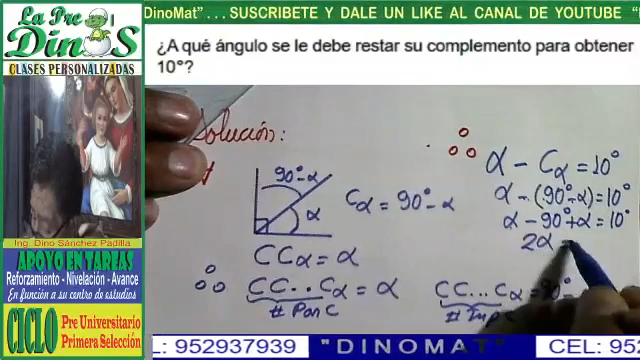 DinoMat"... SUSCRIBETE Y DALE UN LIKE AL CANAL DE YOUTUBE
La Pre
DinoS
CLASES PERSONALIZADAS
¿A qué ángulo se le debe restar su complemento para obtener
10°?
Solución:
90°-α
α
Cα = 90° - α
CCα = α
CC..Cα = α
# Par C
CC...Cα =
α - Cα = 10°
α - (90°-α) = 10°
α - 90° + α = 10°
2α =
Ing. Dino Sánchez Padilla
APOYO EN TAREAS
Reforzamiento - Nivelación - Avance
En función a su centro de estudios
CICLO Pre Universitario
Primera Selección
L: 952937939 "DINOMAT" CEL: 952